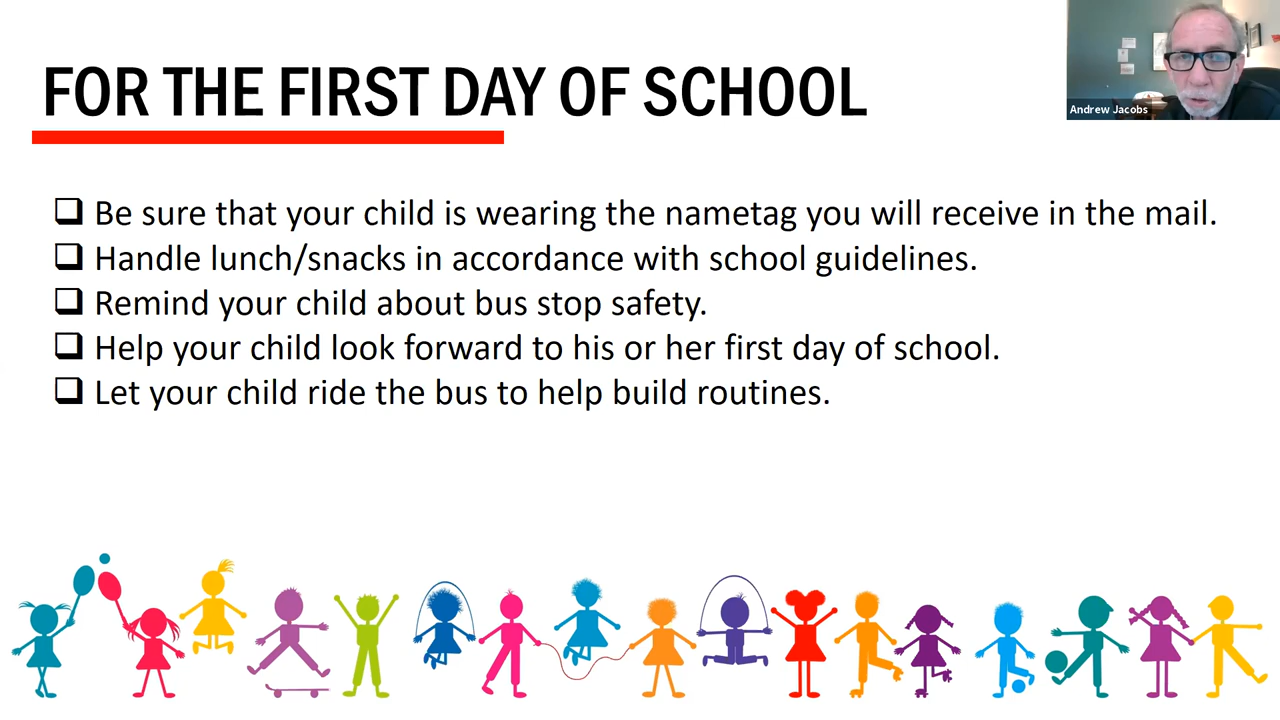 FOR THE FIRST DAY OF SCHOOL
Andrew Jacobs
Be sure that your child is wearing the nametag you will receive in the mail.
Handle lunch/snacks in accordance with school guidelines.
Remind your child about bus stop safety.
Help your child look forward to his or her first day of school.
Let your child ride the bus to help build routines.